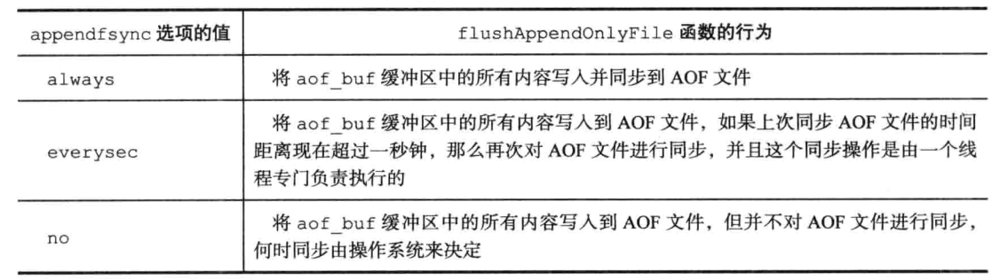 appendfsync 选项的值 flushAppendOnlyFile 函数的行为
always 将 aof_buf 缓冲区中的所有内容写入并同步到 AOF 文件
将 aof_buf 缓冲区中的所有内容写入到 AOF 文件，如果上次同步 AOF 文件的时间
everysec 距离现在超过一秒钟，那么再次对 AOF 文件进行同步，并且这个同步操作是由一个线
程专门负责执行的
将 aof_buf 缓冲区中的所有内容写入到 AOF 文件，但并不对 AOF 文件进行同步，
no 何时同步由操作系统来决定